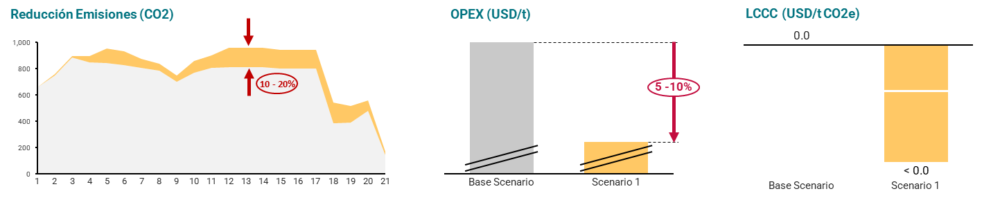 Reducción Emisiones (CO2)
1,000
800
600
400
200
0
10 - 20%
1 2 3 4 5 6 7 8 9 10 11 12 13 14 15 16 17 18 19 20 21
OPEX (USD/t)
5 -10%
Base Scenario
Scenario 1
LCCC (USD/t CO2e)
0.0
< 0.0
Base Scenario
Scenario 1